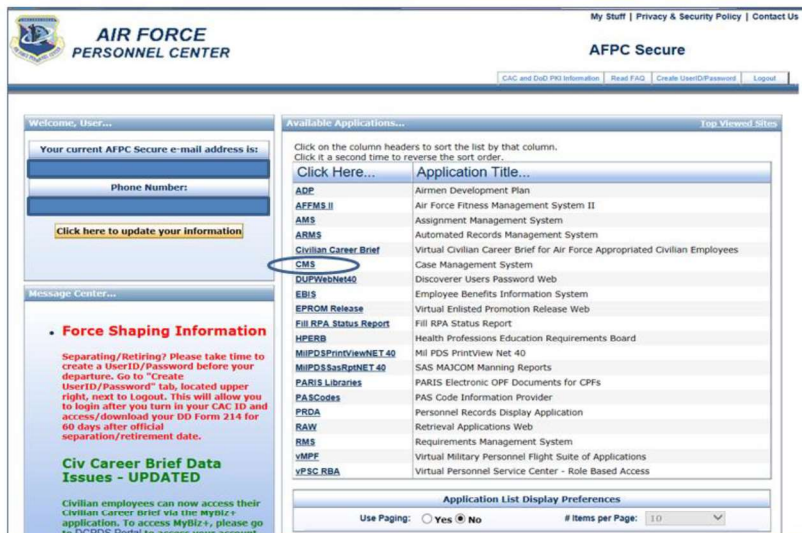 My Stuff | Privacy & Security Policy | Contact Us
AIR FORCE
PERSONNEL CENTER
AFPC Secure
CAC and DoD PKI Information | Read FAQ | Create UserID/Password | Logout
Welcome, User...
Your current AFPC Secure e-mail address is:
Phone Number:
Click here to update your information
Message Center...
• Force Shaping Information
Separating/Retiring? Please take time to
create a UserID/Password before your
departure. Go to "Create
UserID/Password" tab, located upper
right, next to Logout. This will allow you
to login after you turn in your CAC ID and
access/download your DD Form 214 for
60 days after official
separation/retirement date.
Civ Career Brief Data
Issues - UPDATED
Civilian employees can now access their
Civilian Career Brief via the MyBiz+
application. To access MyBiz+, please go
to DCPDS Portal to access your account
Available Applications...
Top Viewed Sites
Click on the column headers to sort the list by that column.
Click it a second time to reverse the sort order.
Click Here... Application Title...
ADP Airmen Development Plan
AFFMS II Air Force Fitness Management System II
AMS Assignment Management System
ARMS Automated Records Management System
Civilian Career Brief Virtual Civilian Career Brief for Air Force Appropriated Civilian Employees
CMS Case Management System
DUPWebNet40 Discoverer Users Password Web
EBIS Employee Benefits Information System
EPROM Release Virtual Enlisted Promotion Release Web
Fill RPA Status Report Fill RPA Status Report
HPERB Health Professions Education Requirements Board
MilPDSPrintViewNET 40 Mil PDS PrintView Net 40
MilPDSSasRptNET 40 SAS MAJCOM Manning Reports
PARIS Libraries PARIS Electronic OPF Documents for CPFs
PASCodes PAS Code Information Provider
PRDA Personnel Records Display Application
RAW Retrieval Applications Web
RMS Requirements Management System
vMPF Virtual Military Personnel Flight Suite of Applications
vPSC RBA Virtual Personnel Service Center - Role Based Access
Application List Display Preferences
Use Paging: Yes No # Items per Page: 10